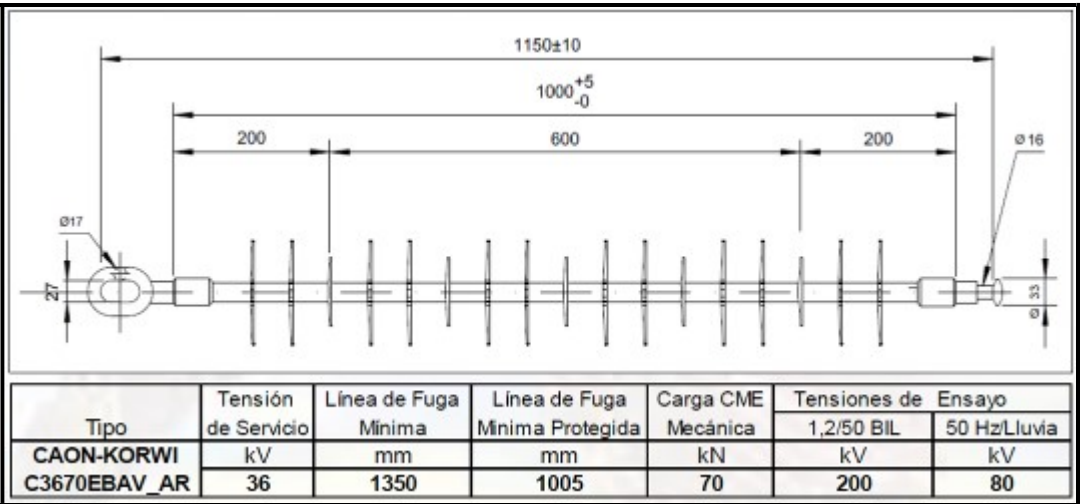 1150±10
1000 +5 -0
200 600 200 ø 16
Ø17
27
Ø 33
Tensión Línea de Fuga Línea de Fuga Carga CME Tensiones de Ensayo
Tipo de Servicio Mínima Minima Protegida Mecánica 1,2/50 BIL 50 Hz/Lluvia
CAON-KORWI kV mm mm kN kV kV
C3670EBAV_AR 36 1350 1005 70 200 80